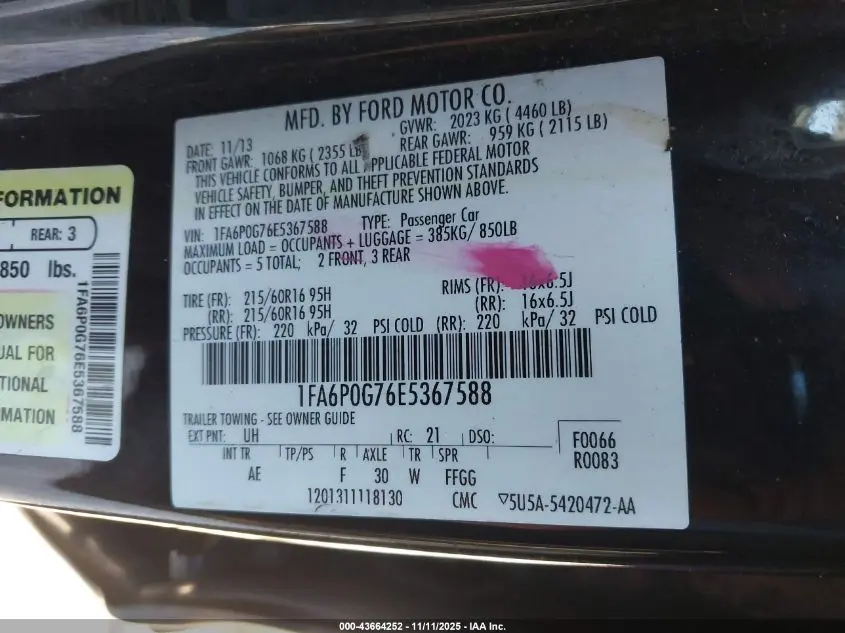 MFD. BY FORD MOTOR CO.
DATE: 11/13 GVWR: 2023 KG ( 4460 LB)
FRONT GAWR: 1068 KG ( 2355 LB) REAR GAWR: 959 KG ( 2115 LB)
THIS VEHICLE CONFORMS TO ALL APPLICABLE FEDERAL MOTOR
VEHICLE SAFETY, BUMPER, AND THEFT PREVENTION STANDARDS
IN EFFECT ON THE DATE OF MANUFACTURE SHOWN ABOVE.
VIN: 1FA6P0G76E5367588 TYPE: Passenger Car
MAXIMUM LOAD = OCCUPANTS + LUGGAGE = 385KG/ 850LB
OCCUPANTS = 5 TOTAL; 2 FRONT, 3 REAR
TIRE (FR): 215/60R16 95H RIMS (FR): 16x6.5J
(RR): 215/60R16 95H (RR): 16x6.5J
PRESSURE (FR): 220 kPa/ 32 PSI COLD (RR): 220 kPa/ 32 PSI COLD
1FA6P0G76E5367588
TRAILER TOWING - SEE OWNER GUIDE
EXT PNT: UH RC: 21 DSO: F0066
INT TR TP/PS R AXLE TR SPR R0083
AE F 30 W FFGG
1201311118130 CMC ▽5U5A-5420472-AA
FORMATION
REAR: 3
850 lbs.
OWNERS
UAL FOR
TIONAL
MATION
1FA6P0G76E5367588
000-43664252 - 11/11/2025 - IAA Inc.